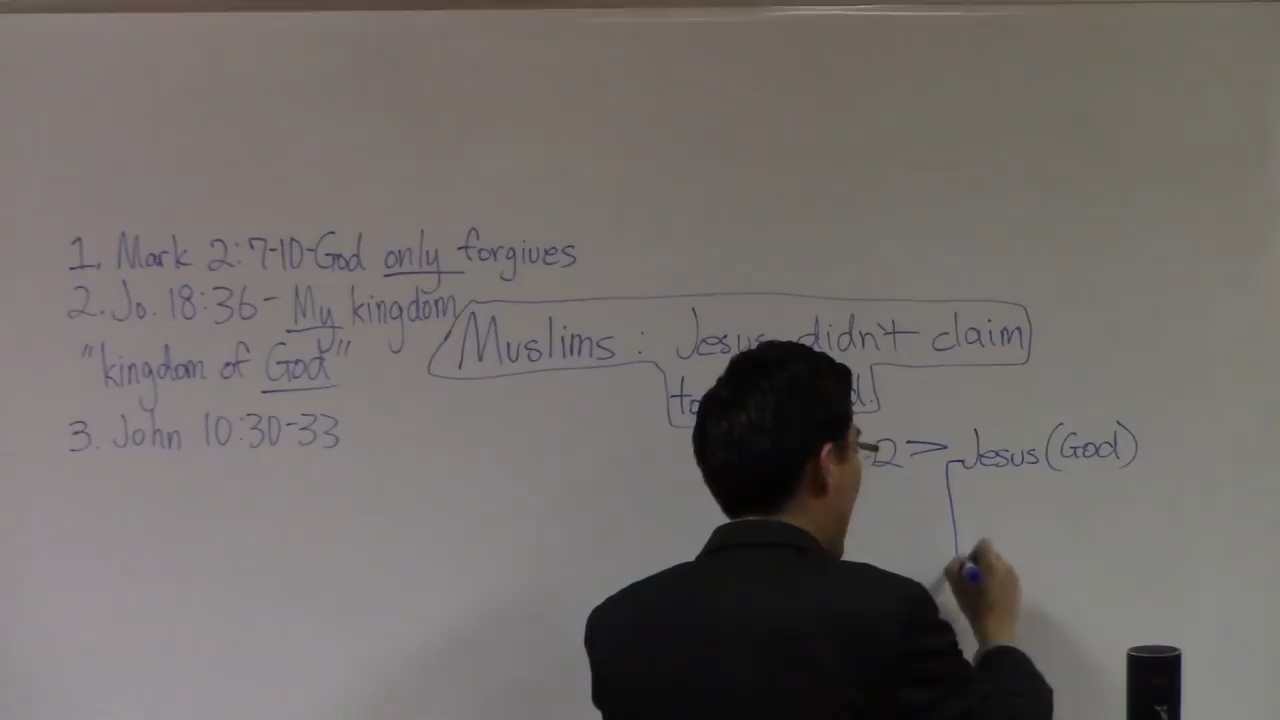 1. Mark 2:7-10-God only forgives
2. Jo. 18:36- My kingdom
"kingdom of God"
3. John 10:30-33
Muslims: Jesus didn't claim
2 > Jesus (God)